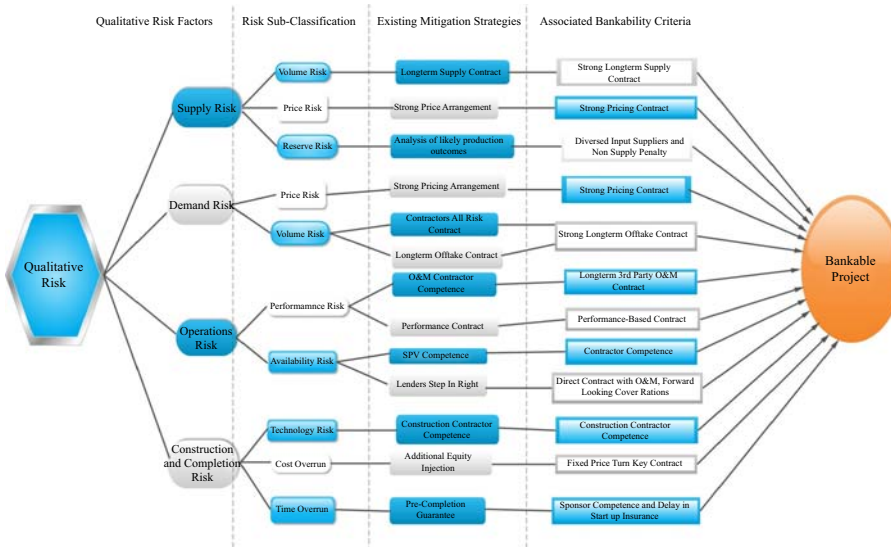 Qualitative Risk Factors
Risk Sub-Classification
Existing Mitigation Strategies
Associated Bankability Criteria
Qualitative
Risk
Supply Risk
Volume Risk
Longterm Supply Contract
Strong Longterm Supply
Contract
Price Risk
Strong Price Arrangement
Strong Pricing Contract
Reserve Risk
Analysis of likely production
outcomes
Diversed Input Suppliers and
Non Supply Penalty
Demand Risk
Price Risk
Strong Pricing Arrangement
Strong Pricing Contract
Volume Risk
Contractors All Risk
Contract
Longterm Offtake Contract
Strong Longterm Offtake Contract
Operations
Risk
Performamnce Risk
O&M Contractor
Competence
Longterm 3rd Party O&M
Contract
Performance Contract
Performance-Based Contract
Availability Risk
SPV Competence
Contractor Competence
Lenders Step In Right
Direct Contract with O&M, Forward
Looking Cover Rations
Construction
and Completion
Risk
Technology Risk
Construction Contractor
Competence
Construction Contractor
Competence
Cost Overrun
Additional Equity
Injection
Fixed Price Turn Key Contract
Time Overrun
Pre-Completion
Guarantee
Sponsor Competence and Delay in
Start up Insurance
Bankable
Project